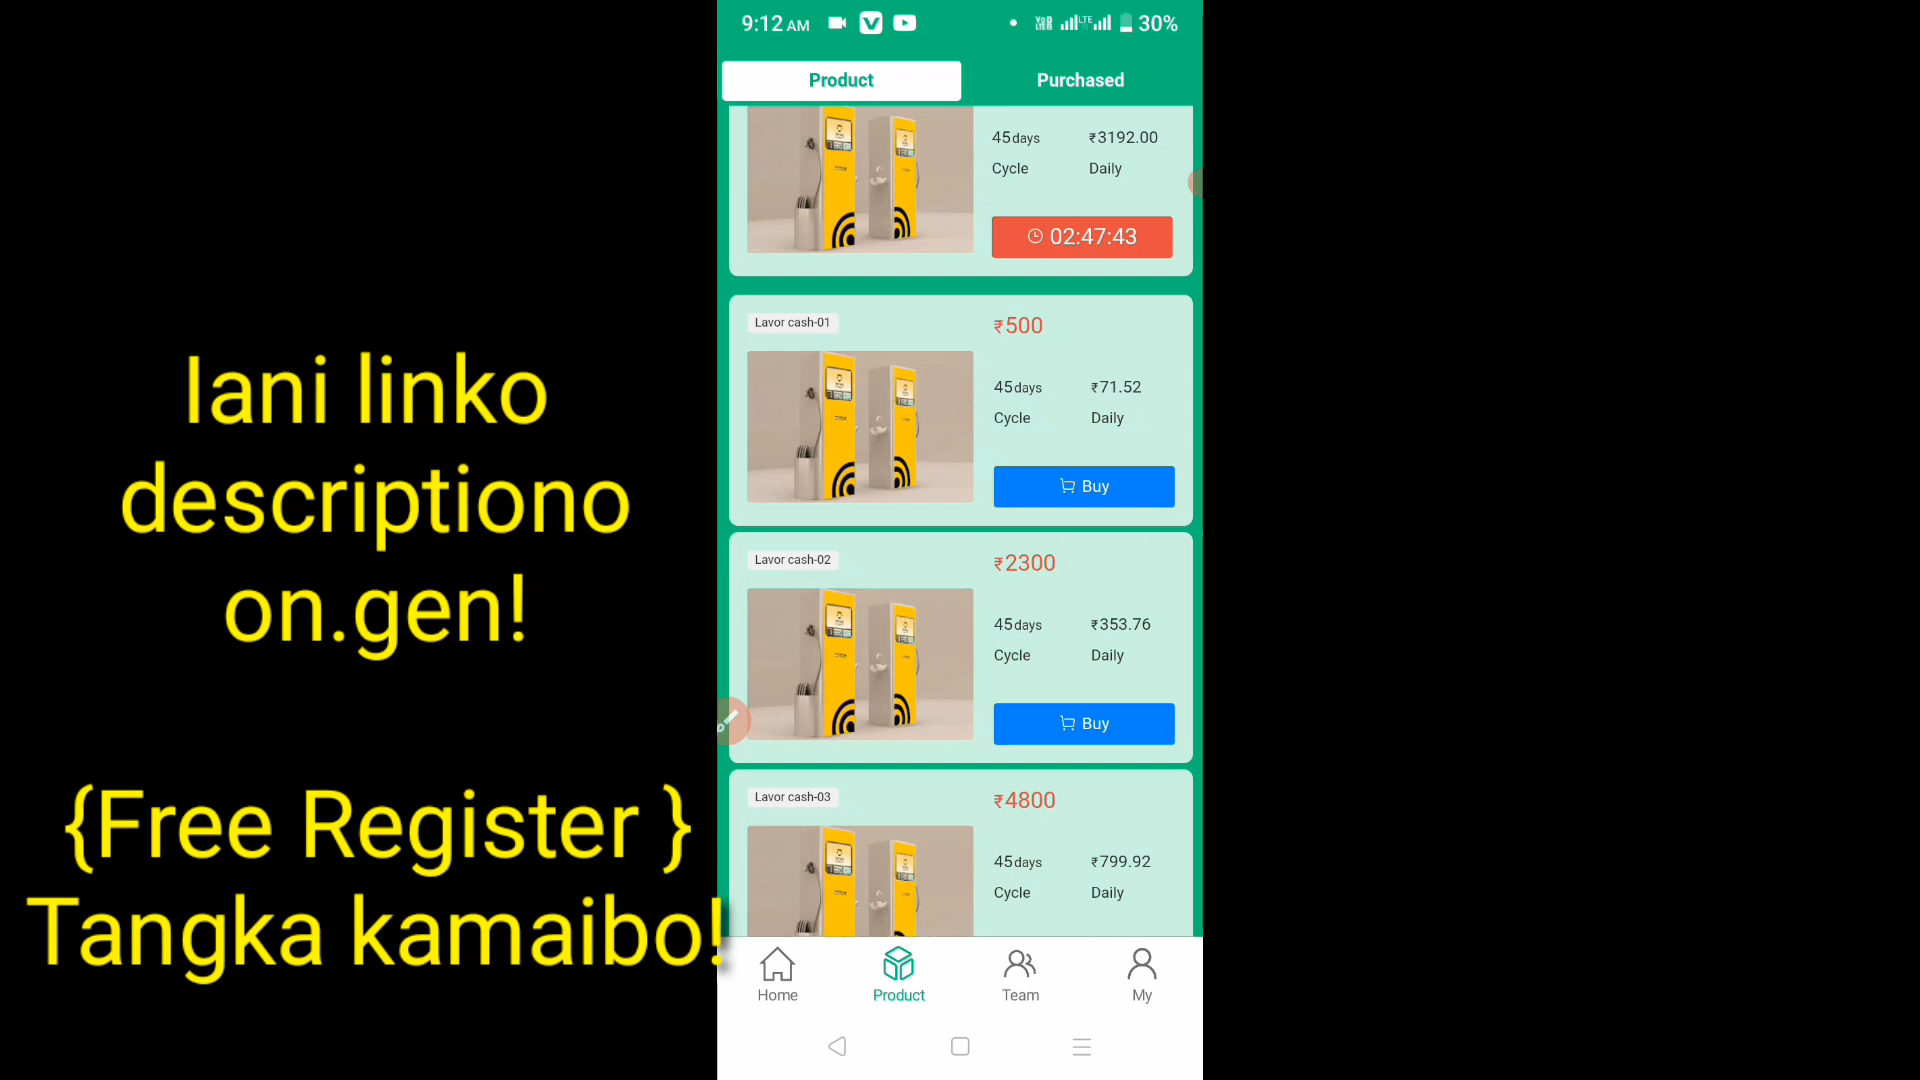 9:12 AM
30%
Product
Purchased
45days
₹3192.00
Cycle
Daily
02:47:43
Lavor cash-01
₹500
45days
₹71.52
Cycle
Daily
Buy
Lavor cash-02
₹2300
45days
₹353.76
Cycle
Daily
Buy
Lavor cash-03
₹4800
45days
₹799.92
Cycle
Daily
Home
Product
Team
My
Iani linko
descriptiono
on.gen!
{Free Register }
Tangka kamaibo!